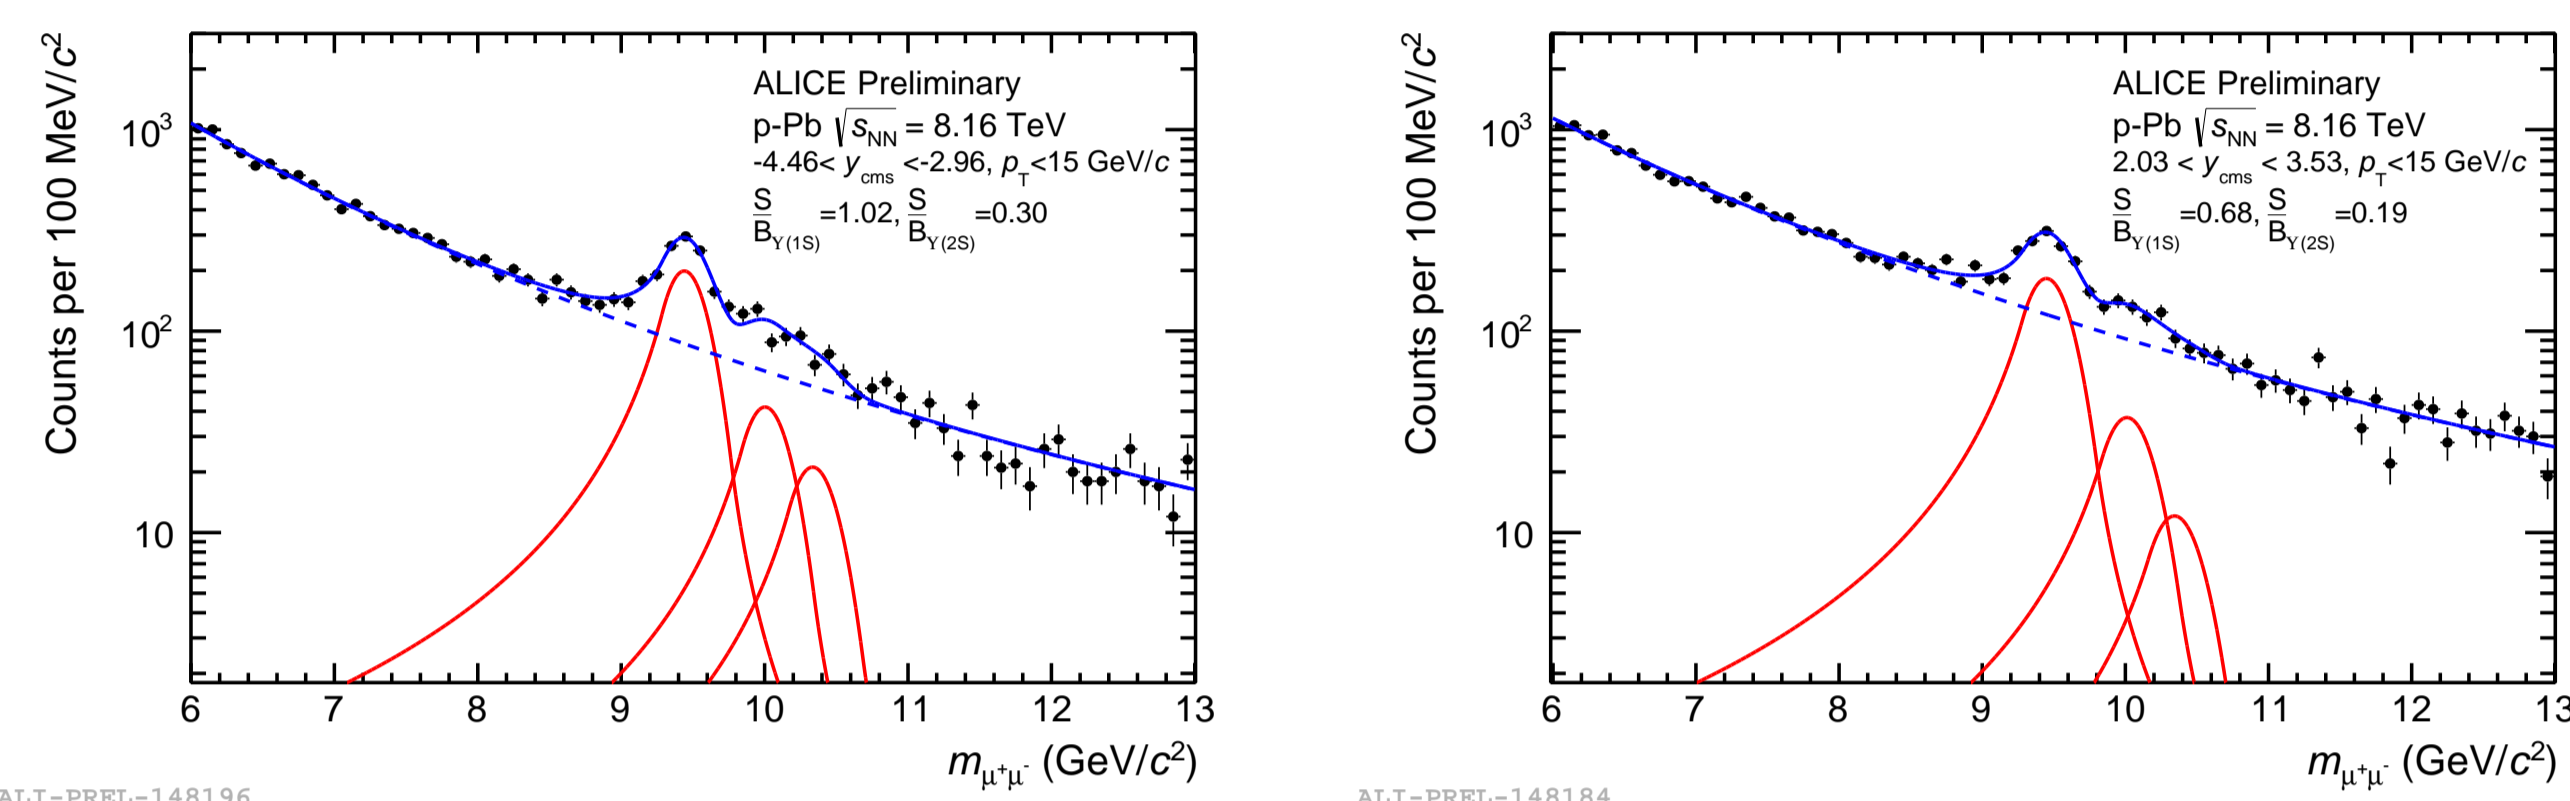 Counts per 100 MeV/c²
10³
10²
10
ALICE Preliminary
p-Pb √sNN = 8.16 TeV
-4.46< ycms <-2.96, pT<15 GeV/c
S/B Υ(1S) =1.02, S/B Υ(2S) =0.30
6 7 8 9 10 11 12 13
mμ⁺μ⁻ (GeV/c²)
ALI-PREL-148196
Counts per 100 MeV/c²
10³
10²
10
ALICE Preliminary
p-Pb √sNN = 8.16 TeV
2.03 < ycms < 3.53, pT<15 GeV/c
S/B Υ(1S) =0.68, S/B Υ(2S) =0.19
6 7 8 9 10 11 12 13
mμ⁺μ⁻ (GeV/c²)
ALI-PREL-148184